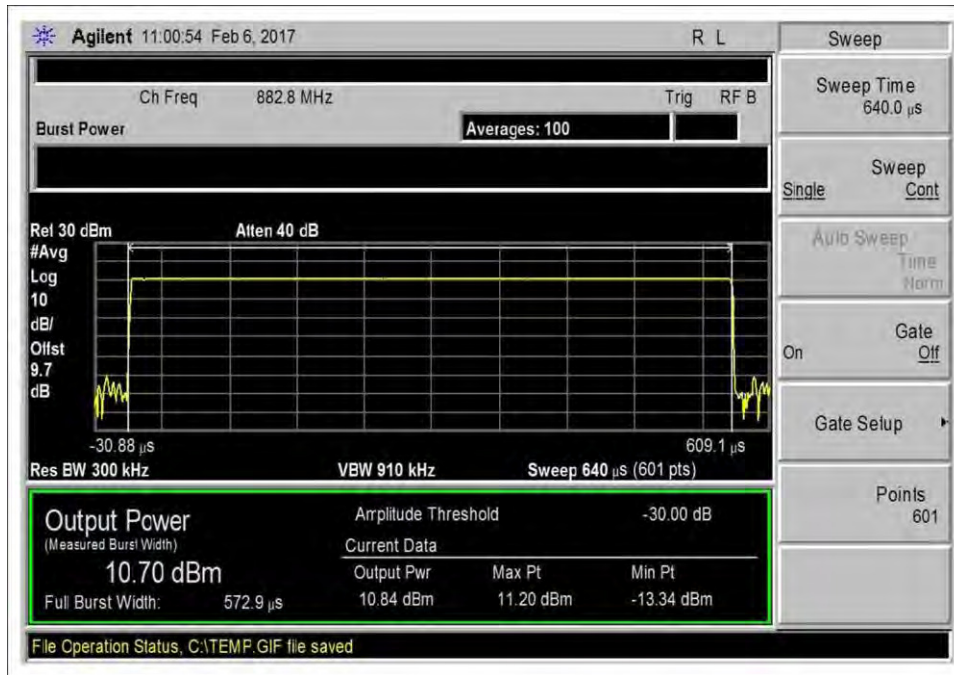 Agilent 11:00:54 Feb 6, 2017 R L
Sweep
Ch Freq 882.8 MHz Trig RF B
Burst Power Averages: 100
Sweep Time
640.0 µs
Sweep
Single Cont
Ref 30 dBm Atten 40 dB
#Avg
Log
10
dB/
Offst
9.7
dB
Auto Sweep
Time
Norm
Gate
On Off
-30.88 µs 609.1 µs
Res BW 300 kHz VBW 910 kHz Sweep 640 µs (601 pts)
Gate Setup
Output Power
(Measured Burst Width)
10.70 dBm
Full Burst Width: 572.9 µs
Amplitude Threshold -30.00 dB
Current Data
Output Pwr Max Pt Min Pt
10.84 dBm 11.20 dBm -13.34 dBm
Points
601
File Operation Status, C:\TEMP.GIF file saved